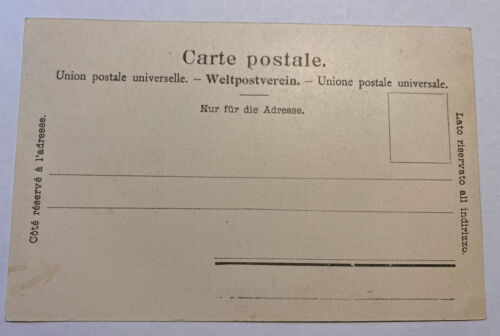 Carte postale.
Union postale universelle. – Weltpostverein. – Unione postale universale.
Nur für die Adresse.
Côté réservé à l'adresse.
Lato riservato all indirizzo.